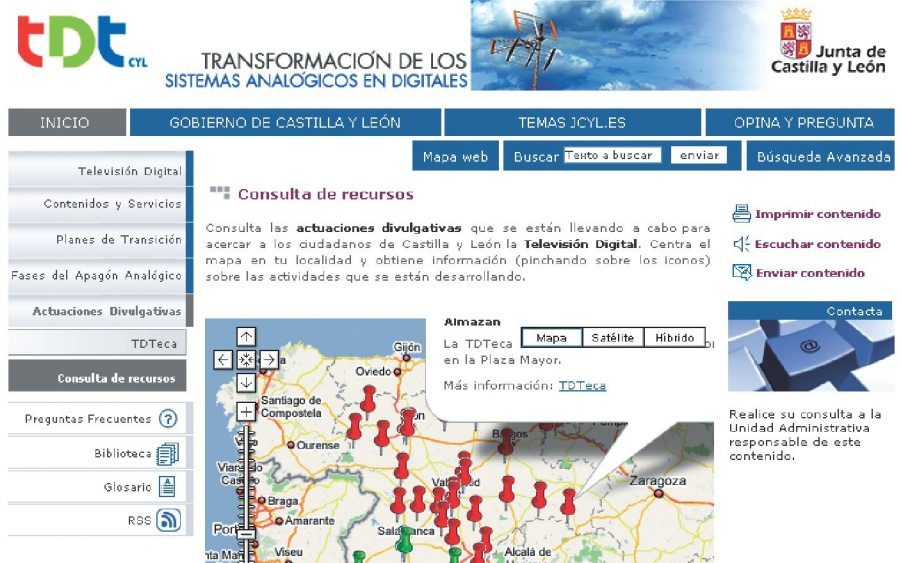 tDt CYL
TRANSFORMACIÓN DE LOS
SISTEMAS ANALÓGICOS EN DIGITALES
Junta de
Castilla y León
INICIO
GOBIERNO DE CASTILLA Y LEÓN
TEMAS JCYL.ES
OPINA Y PREGUNTA
Mapa web
Buscar Texto a buscar enviar
Búsqueda Avanzada
Televisión Digital
Contenidos y Servicios
Planes de Transición
Fases del Apagón Analógico
Actuaciones Divulgativas
TDTeca
Consulta de recursos
Preguntas Frecuentes
Biblioteca
Glosario
RSS
Consulta de recursos
Consulta las actuaciones divulgativas que se están llevando a cabo para
acercar a los ciudadanos de Castilla y León la Televisión Digital. Centra el
mapa en tu localidad y obtiene información (pinchando sobre los iconos)
sobre las actividades que se están desarrollando.
Almazan
La TDTeca
Mapa Satélite Híbrido
en la Plaza Mayor.
Más información: TDTeca
Gijón
Oviedo
Santiago de
Compostela
Ourense
Braga
Amarante
Viseu
Zaragoza
Alcalá de
Imprimir contenido
Escuchar contenido
Enviar contenido
Contacta
@
Realice su consulta a la
Unidad Administrativa
responsable de este
contenido.